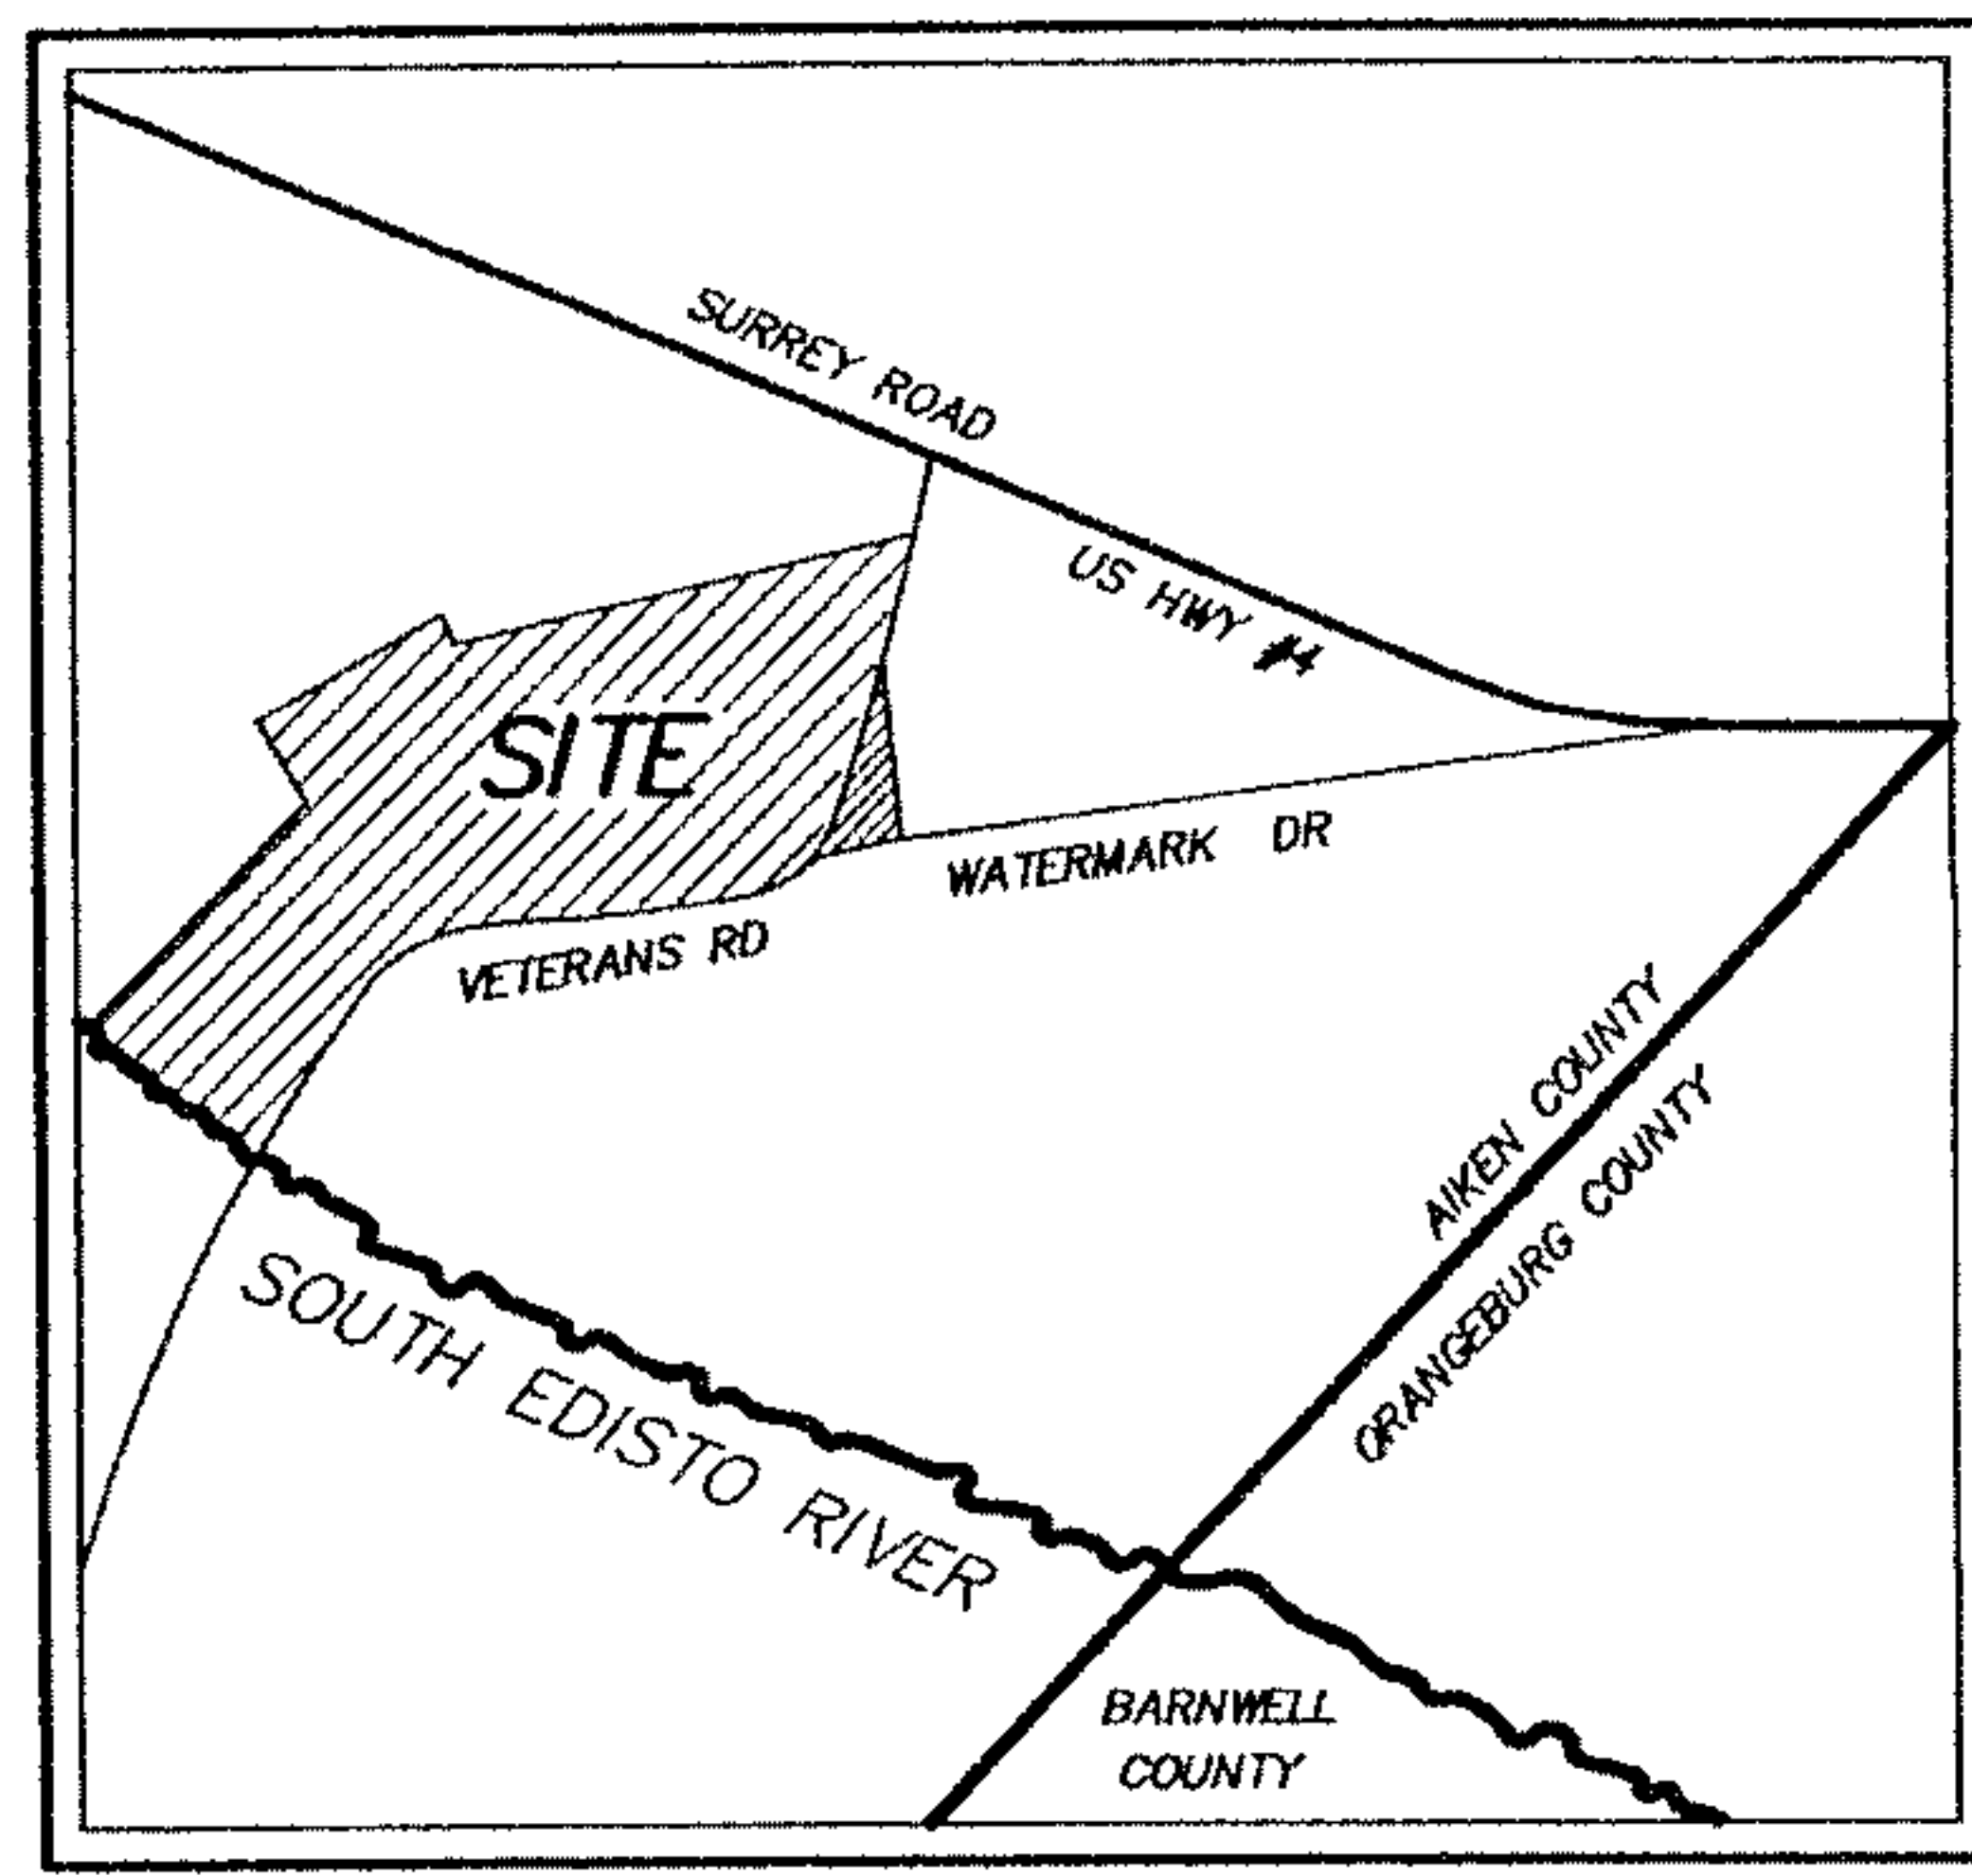 SURREY ROAD
US HWY #4
SITE
WATERMARK DR
VETERANS RD
AIKEN COUNTY
ORANGEBURG COUNTY
SOUTH EDISTO RIVER
BARNWELL
COUNTY